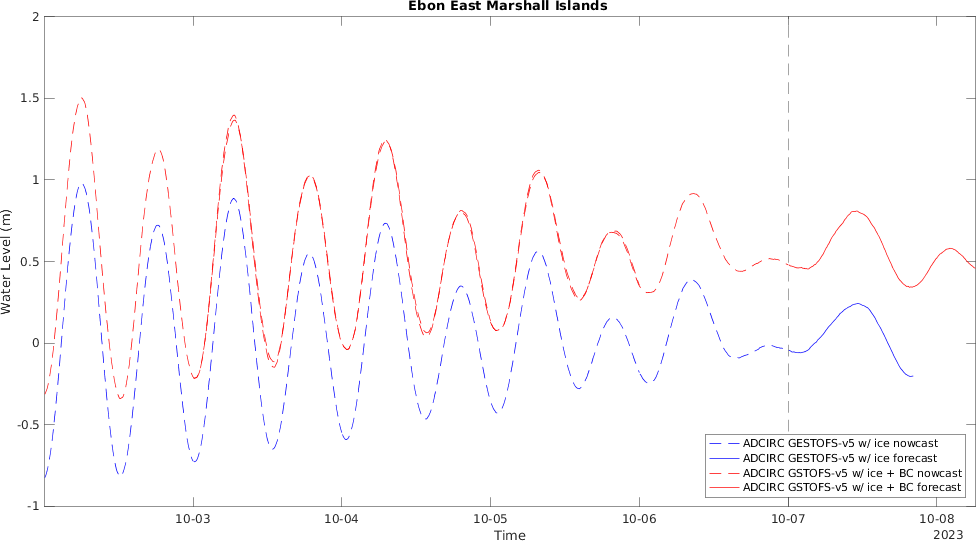 Ebon East Marshall Islands
2
1.5
1
0.5
0
-0.5
-1
Water Level (m)
10-03
10-04
10-05
10-06
10-07
10-08
Time
2023
ADCIRC GESTOFS-v5 w/ ice nowcast
ADCIRC GESTOFS-v5 w/ ice forecast
ADCIRC GSTOFS-v5 w/ ice + BC nowcast
ADCIRC GSTOFS-v5 w/ ice + BC forecast